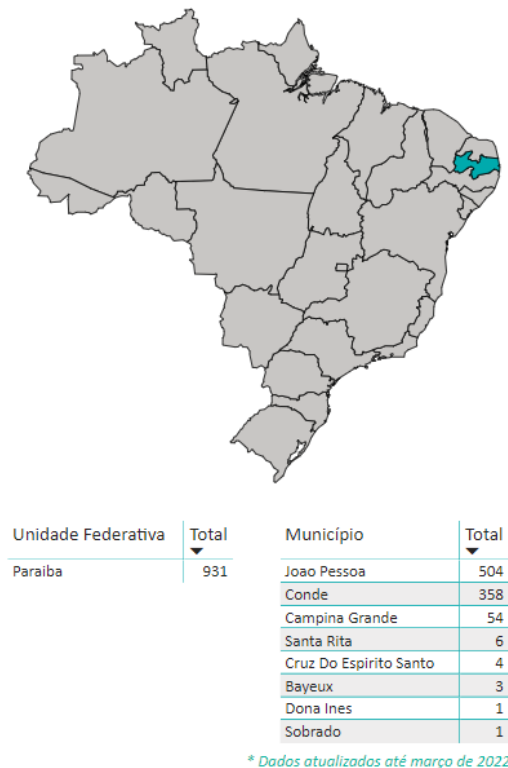 Unidade Federativa Total
Paraiba 931
Município Total
Joao Pessoa 504
Conde 358
Campina Grande 54
Santa Rita 6
Cruz Do Espirito Santo 4
Bayeux 3
Dona Ines 1
Sobrado 1
* Dados atualizados até março de 2022